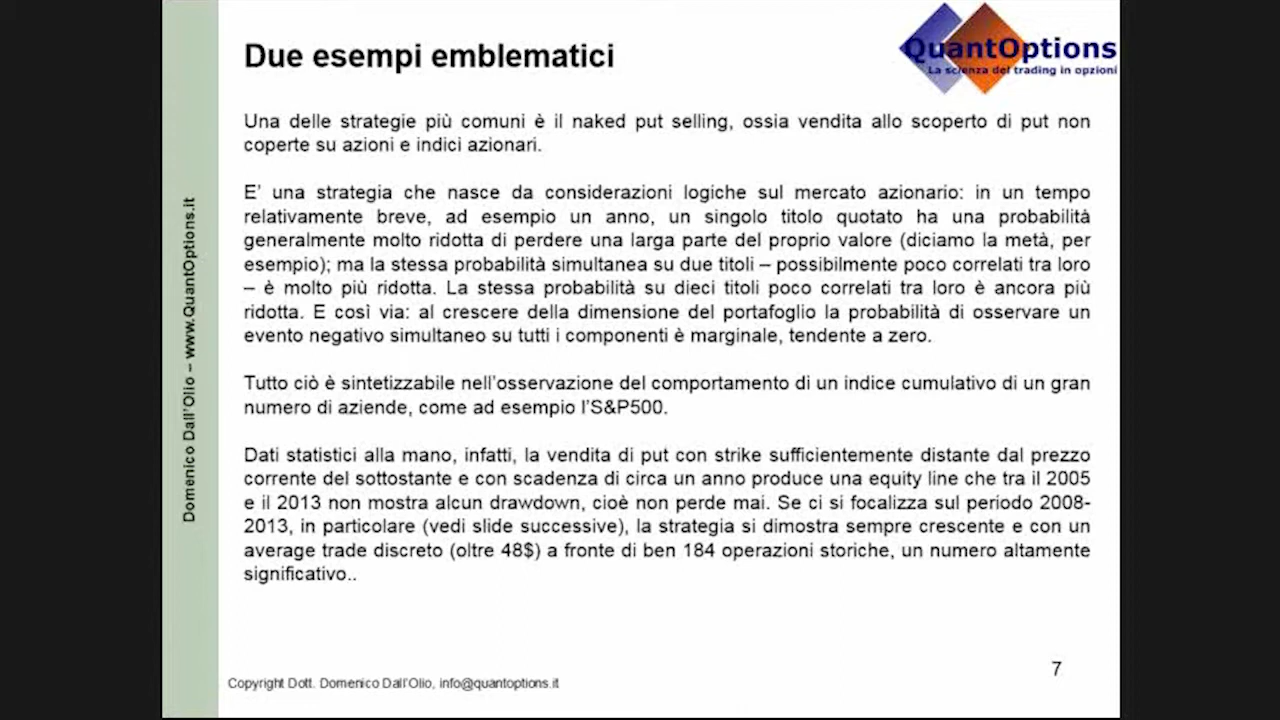 Due esempi emblematici
QuantOptions
La scienza del trading in opzioni
Una delle strategie più comuni è il naked put selling, ossia vendita allo scoperto di put non
coperte su azioni e indici azionari.
E' una strategia che nasce da considerazioni logiche sul mercato azionario: in un tempo
relativamente breve, ad esempio un anno, un singolo titolo quotato ha una probabilità
generalmente molto ridotta di perdere una larga parte del proprio valore (diciamo la metà, per
esempio); ma la stessa probabilità simultanea su due titoli – possibilmente poco correlati tra loro
– è molto più ridotta. La stessa probabilità su dieci titoli poco correlati tra loro è ancora più
ridotta. E così via: al crescere della dimensione del portafoglio la probabilità di osservare un
evento negativo simultaneo su tutti i componenti è marginale, tendente a zero.
Tutto ciò è sintetizzabile nell'osservazione del comportamento di un indice cumulativo di un gran
numero di aziende, come ad esempio l'S&P500.
Dati statistici alla mano, infatti, la vendita di put con strike sufficientemente distante dal prezzo
corrente del sottostante e con scadenza di circa un anno produce una equity line che tra il 2005
e il 2013 non mostra alcun drawdown, cioè non perde mai. Se ci si focalizza sul periodo 2008-
2013, in particolare (vedi slide successive), la strategia si dimostra sempre crescente e con un
average trade discreto (oltre 48$) a fronte di ben 184 operazioni storiche, un numero altamente
significativo..
Domenico Dall'Olio – www.QuantOptions.it
Copyright Dott. Domenico Dall'Olio, info@quantoptions.it
7